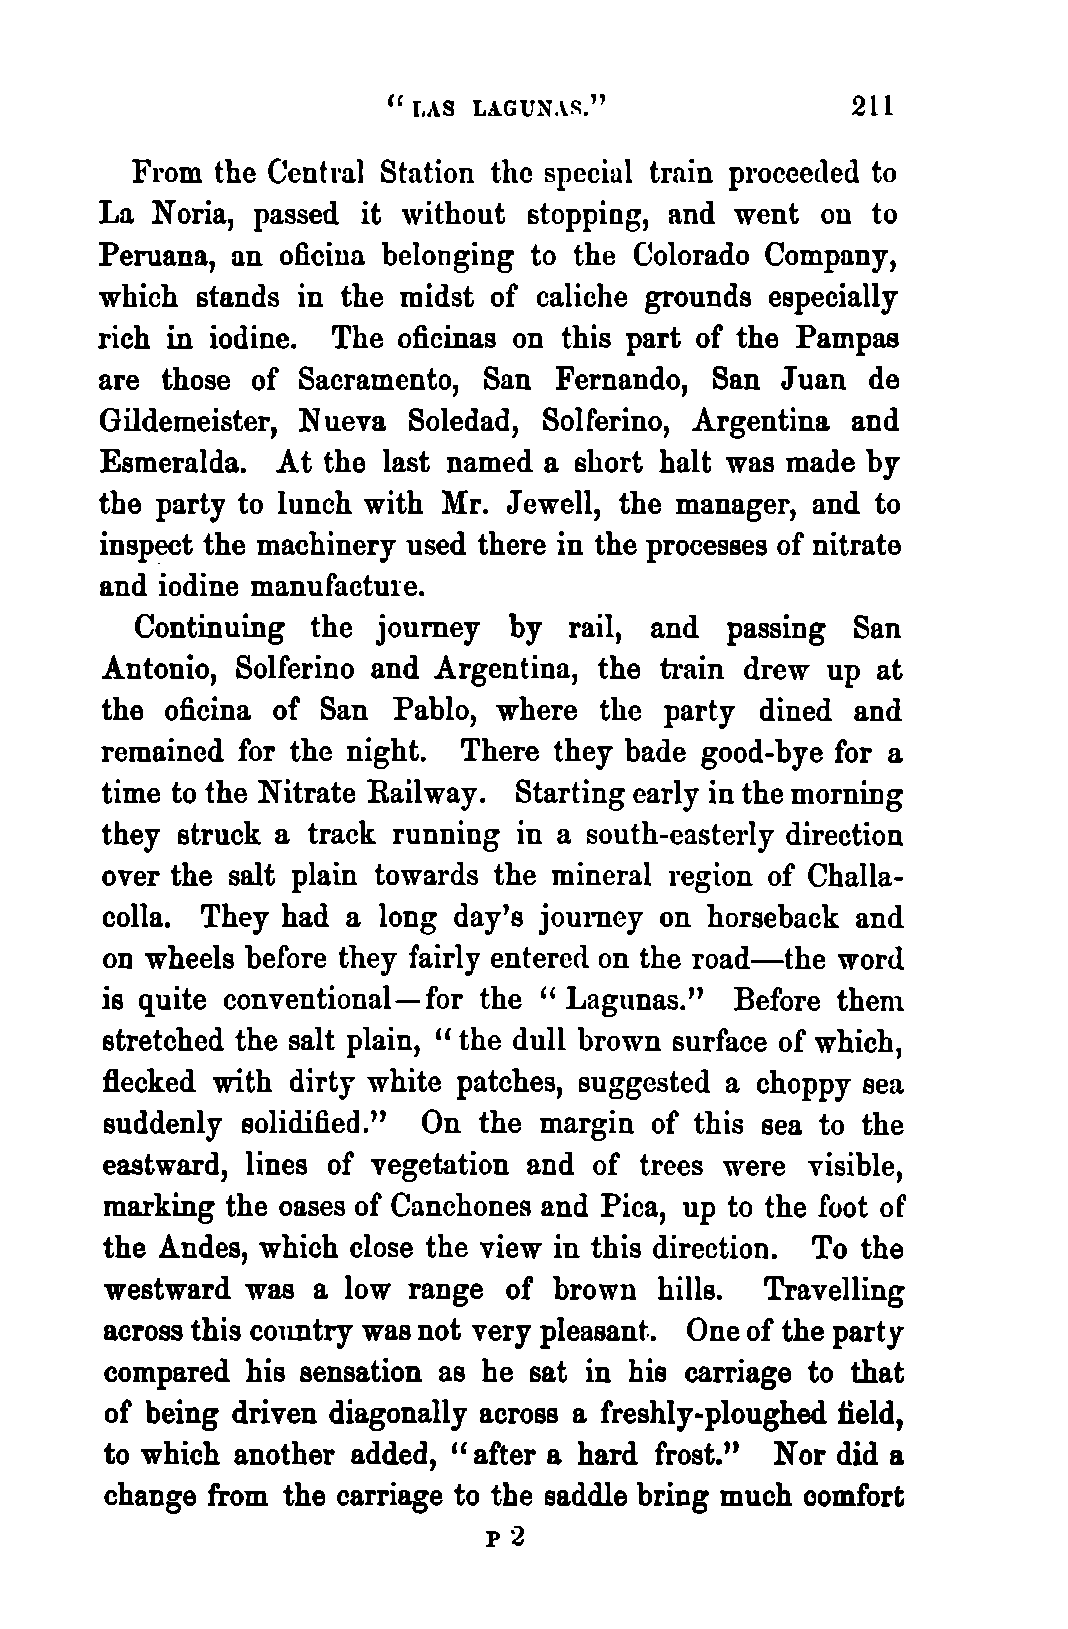 “ LAS LAGUNAS.” 211
From the Central Station the special train proceeded to
La Noria, passed it without stopping, and went on to
Peruana, an oficina belonging to the Colorado Company,
which stands in the midst of caliche grounds especially
rich in iodine. The oficinas on this part of the Pampas
are those of Sacramento, San Fernando, San Juan de
Gildemeister, Nueva Soledad, Solferino, Argentina and
Esmeralda. At the last named a short halt was made by
the party to lunch with Mr. Jewell, the manager, and to
inspect the machinery used there in the processes of nitrate
and iodine manufacture.
Continuing the journey by rail, and passing San
Antonio, Solferino and Argentina, the train drew up at
the oficina of San Pablo, where the party dined and
remained for the night. There they bade good-bye for a
time to the Nitrate Railway. Starting early in the morning
they struck a track running in a south-easterly direction
over the salt plain towards the mineral region of Challa-
colla. They had a long day’s journey on horseback and
on wheels before they fairly entered on the road—the word
is quite conventional—for the “ Lagunas.” Before them
stretched the salt plain, “ the dull brown surface of which,
flecked with dirty white patches, suggested a choppy sea
suddenly solidified.” On the margin of this sea to the
eastward, lines of vegetation and of trees were visible,
marking the oases of Canchones and Pica, up to the foot of
the Andes, which close the view in this direction. To the
westward was a low range of brown hills. Travelling
across this country was not very pleasant. One of the party
compared his sensation as he sat in his carriage to that
of being driven diagonally across a freshly-ploughed field,
to which another added, “ after a hard frost.” Nor did a
change from the carriage to the saddle bring much comfort
P 2